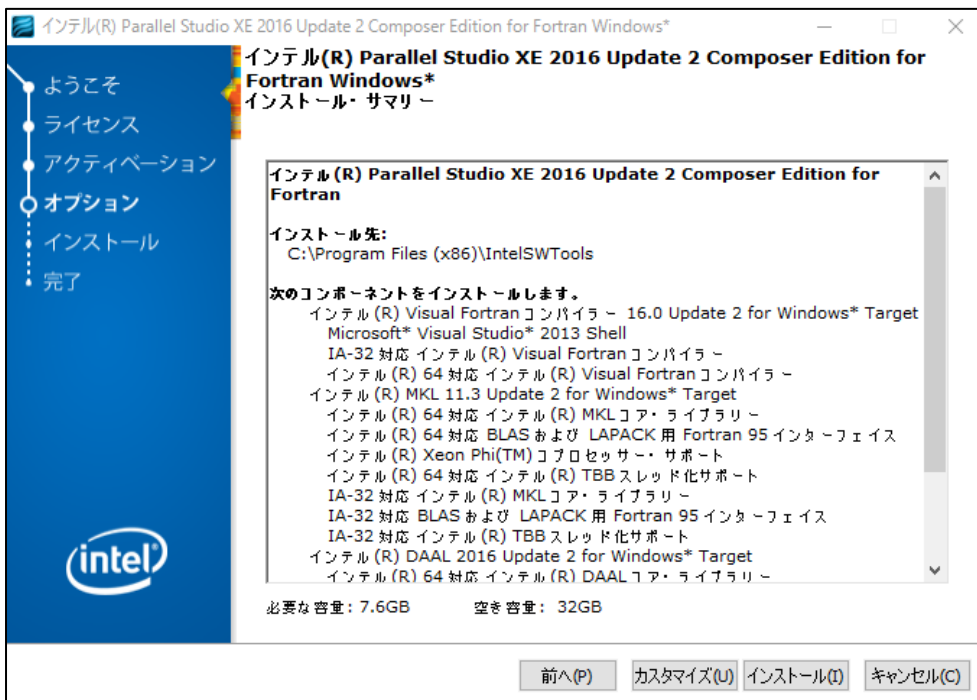 インテル(R) Parallel Studio XE 2016 Update 2 Composer Edition for Fortran Windows*
ようこそ
ライセンス
アクティベーション
オプション
インストール
完了
intel
インテル(R) Parallel Studio XE 2016 Update 2 Composer Edition for
Fortran Windows*
インストール・サマリー
インテル(R) Parallel Studio XE 2016 Update 2 Composer Edition for
Fortran
インストール先:
C:\Program Files (x86)\IntelSWTools
次のコンポーネントをインストールします。
インテル(R) Visual Fortran コンパイラー 16.0 Update 2 for Windows* Target
Microsoft* Visual Studio* 2013 Shell
IA-32 対応 インテル(R) Visual Fortran コンパイラー
インテル(R) 64 対応 インテル(R) Visual Fortran コンパイラー
インテル(R) MKL 11.3 Update 2 for Windows* Target
インテル(R) 64 対応 インテル(R) MKL コア・ライブラリー
インテル(R) 64 対応 BLAS および LAPACK 用 Fortran 95 インターフェイス
インテル(R) Xeon Phi(TM) コプロセッサー・サポート
インテル(R) 64 対応 インテル(R) TBB スレッド化サポート
IA-32 対応 インテル(R) MKL コア・ライブラリー
IA-32 対応 BLAS および LAPACK 用 Fortran 95 インターフェイス
IA-32 対応 インテル(R) TBB スレッド化サポート
インテル(R) DAAL 2016 Update 2 for Windows* Target
インテル(R) 64 対応 インテル(R) DAAL コア・ライブラリー
必要な容量: 7.6GB 空き容量: 32GB
前へ(P) カスタマイズ(U) インストール(I) キャンセル(C)